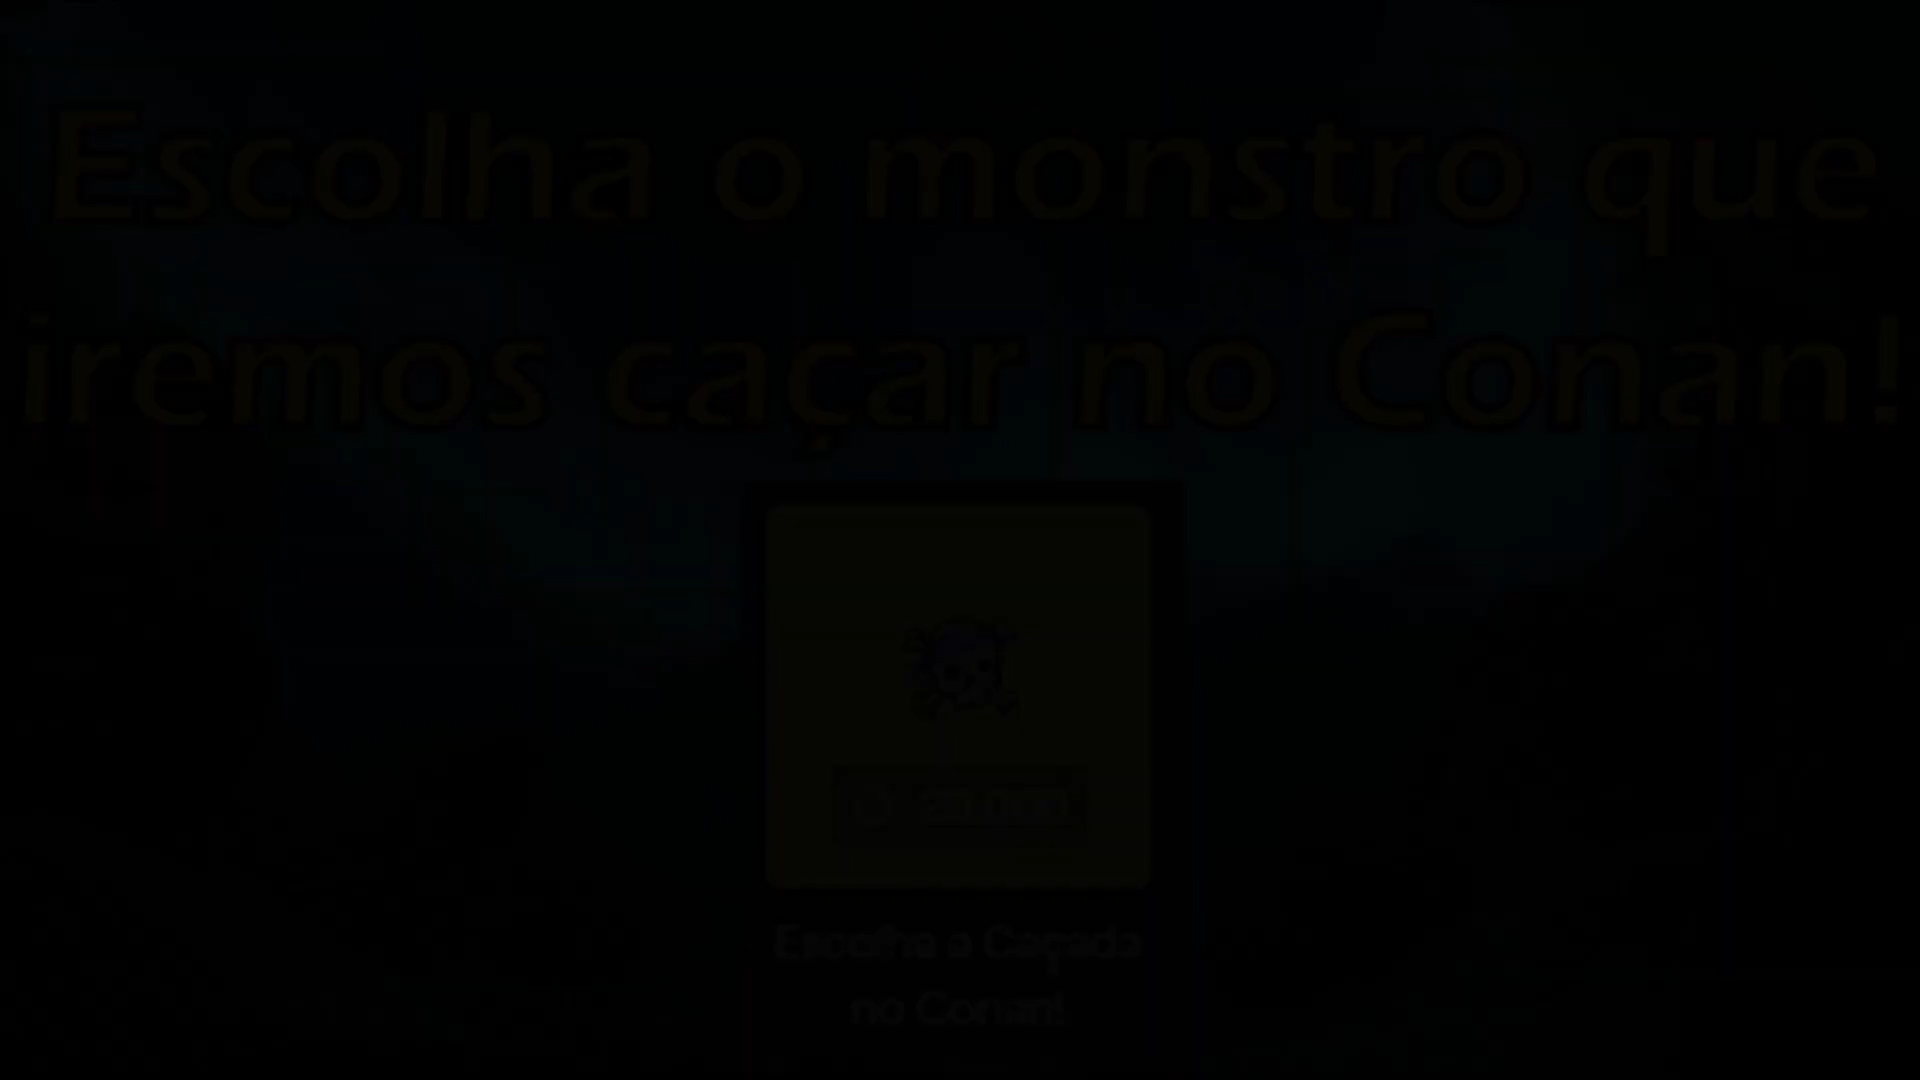 Escolha o monstro que
iremos caçar no Conan!
Escolha a Caçada
no Conan!